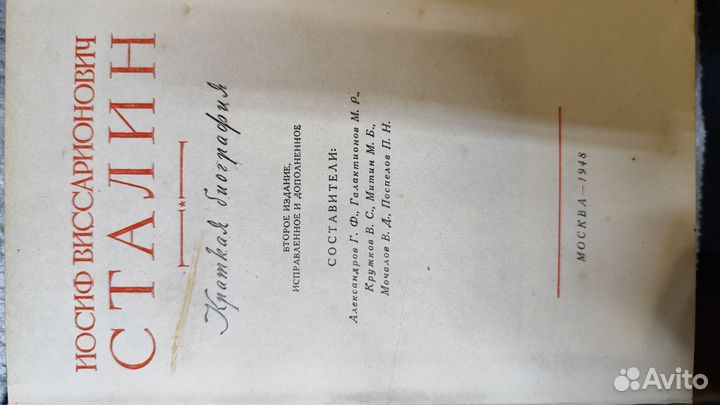 ИОСИФ ВИССАРИОНОВИЧ
СТАЛИН
Краткая биография
ВТОРОЕ ИЗДАНИЕ,
ИСПРАВЛЕННОЕ И ДОПОЛНЕННОЕ
СОСТАВИТЕЛИ:
Александров Г. Ф., Галактионов М. Р.,
Кружков В. С., Митин М. Б.,
Мочалов В. Д., Поспелов П. Н.
МОСКВА—1948
Avito